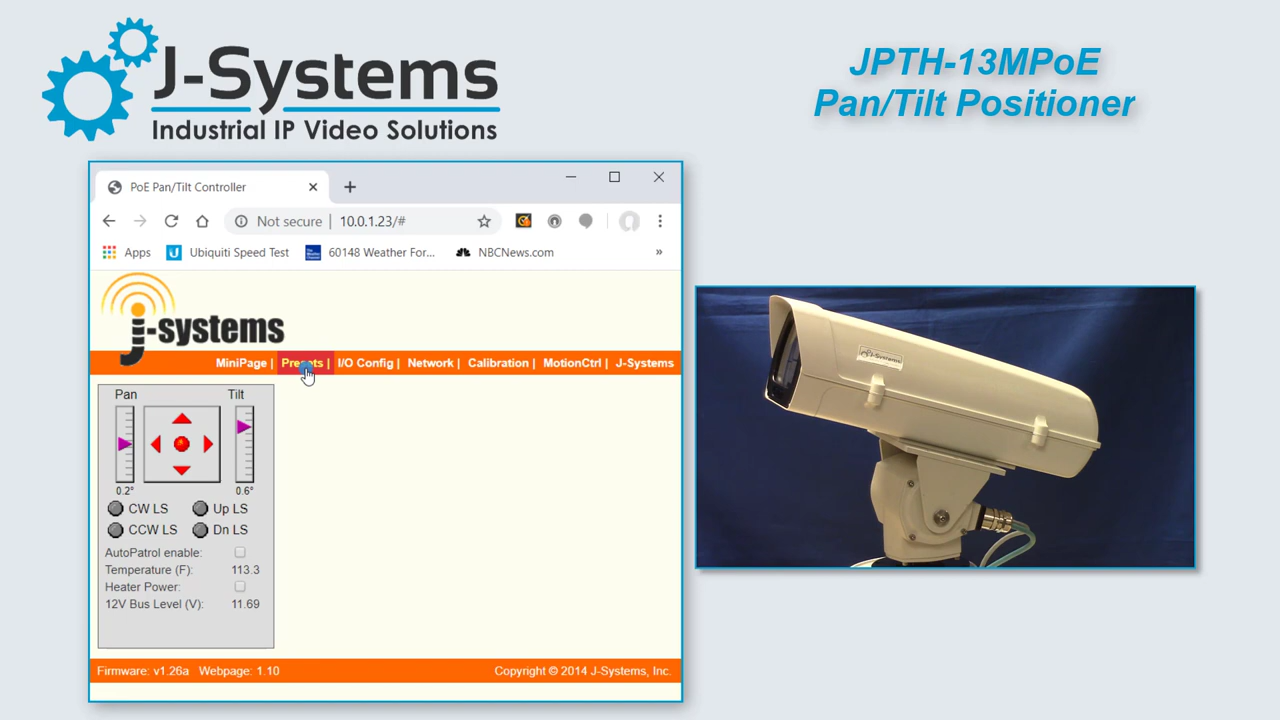 J-Systems
Industrial IP Video Solutions
JPTH-13MPoE
Pan/Tilt Positioner
PoE Pan/Tilt Controller
Not secure | 10.0.1.23/#
Apps Ubiquiti Speed Test 60148 Weather For... NBCNews.com »
j-systems
MiniPage | Presets | I/O Config | Network | Calibration | MotionCtrl | J-Systems
Pan Tilt
0.2° 0.6°
CW LS Up LS
CCW LS Dn LS
AutoPatrol enable:
Temperature (F): 113.3
Heater Power:
12V Bus Level (V): 11.69
Firmware: v1.26a Webpage: 1.10
Copyright © 2014 J-Systems, Inc.
J-Systems